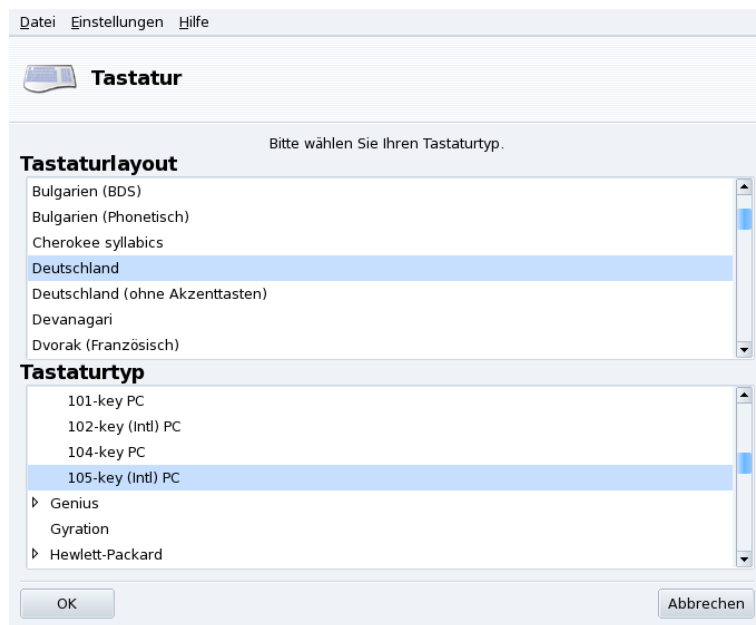 Datei Einstellungen Hilfe
Tastatur
Bitte wählen Sie Ihren Tastaturtyp.
Tastaturlayout
Bulgarien (BDS)
Bulgarien (Phonetisch)
Cherokee syllabics
Deutschland
Deutschland (ohne Akzenttasten)
Devanagari
Dvorak (Französisch)
Tastaturtyp
101-key PC
102-key (Intl) PC
104-key PC
105-key (Intl) PC
Genius
Gyration
Hewlett-Packard
OK Abbrechen